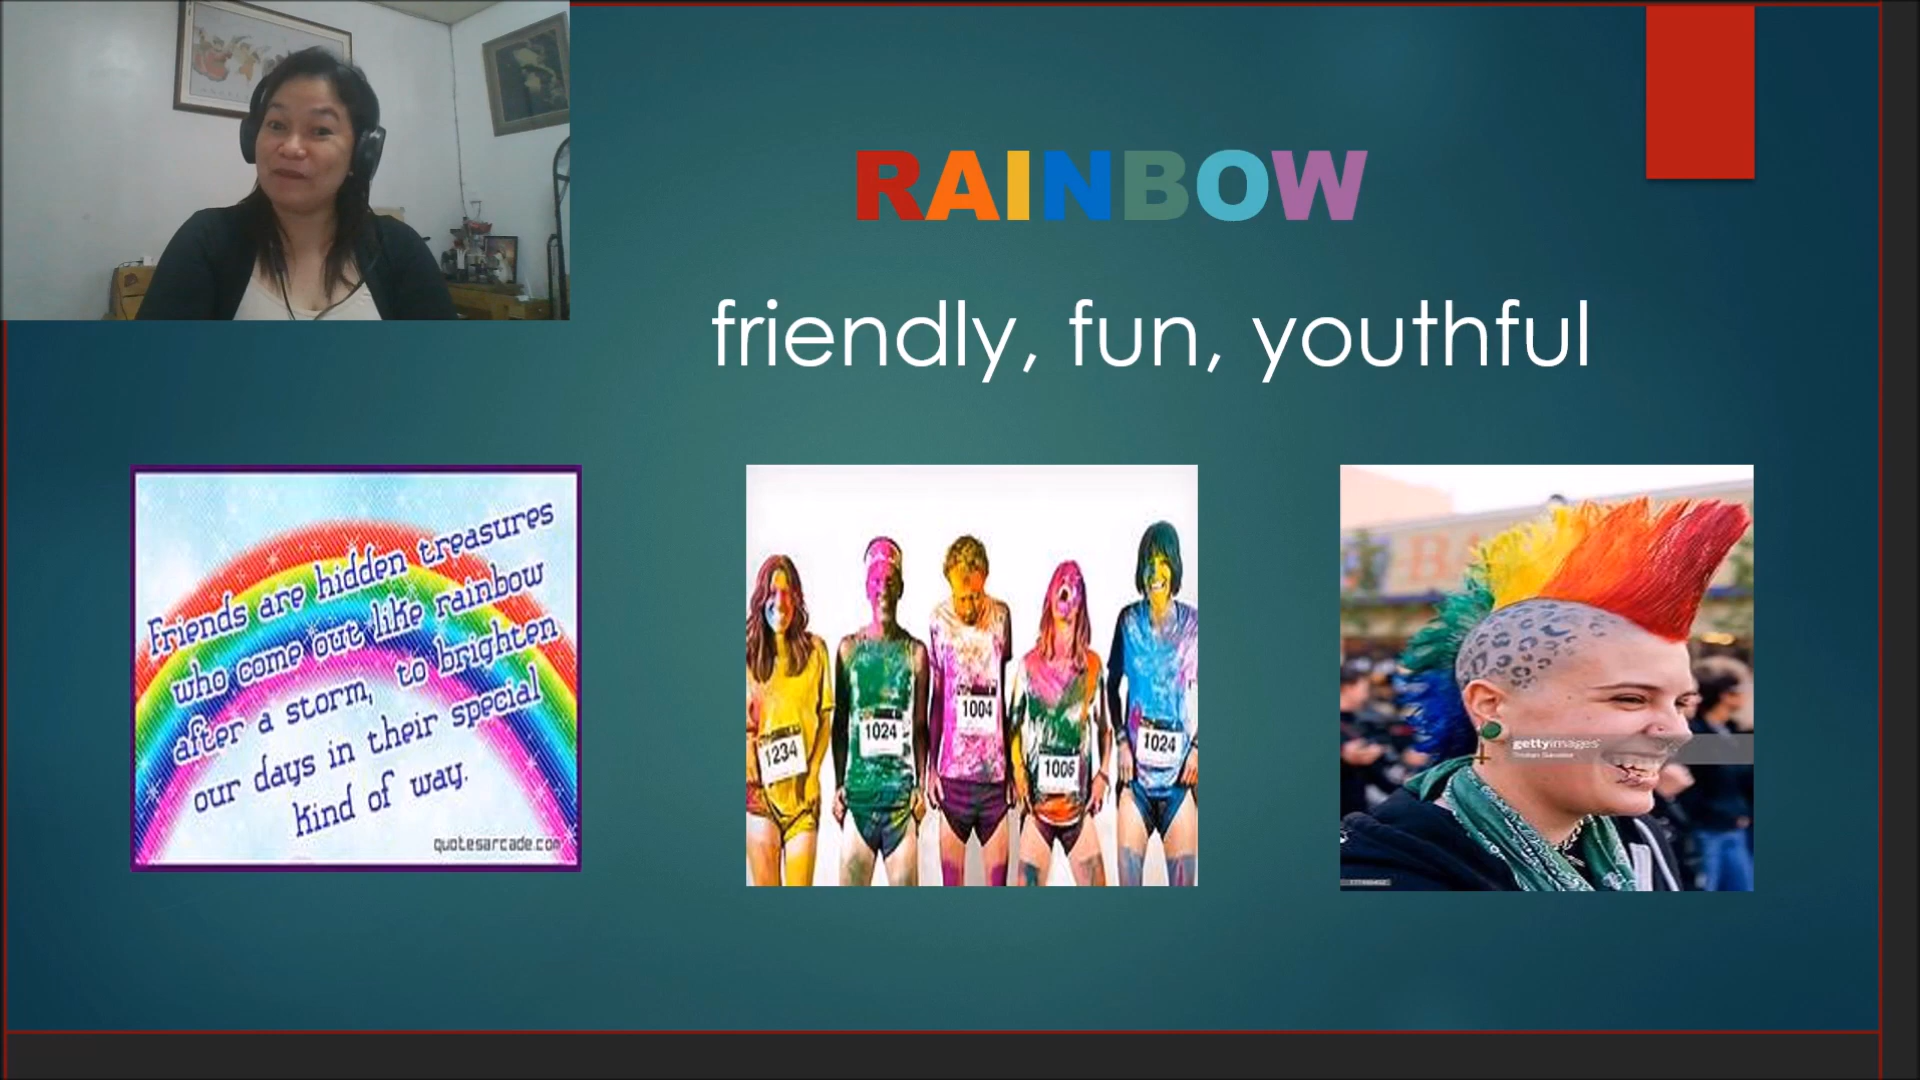 RAINBOW
friendly, fun, youthful
Friends are hidden treasures
who come out like rainbow
after a storm, to brighten
our days in their special
kind of way.
quotesarcade.com
1234
1024
1004
1006
1024
gettyimages